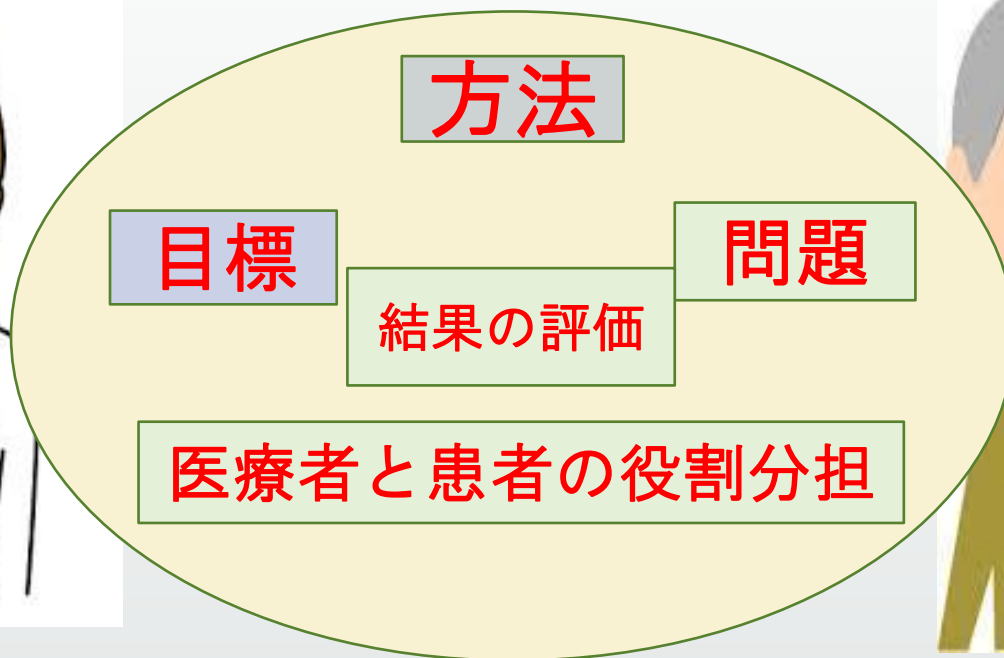 方法
目標
問題
結果の評価
医療者と患者の役割分担